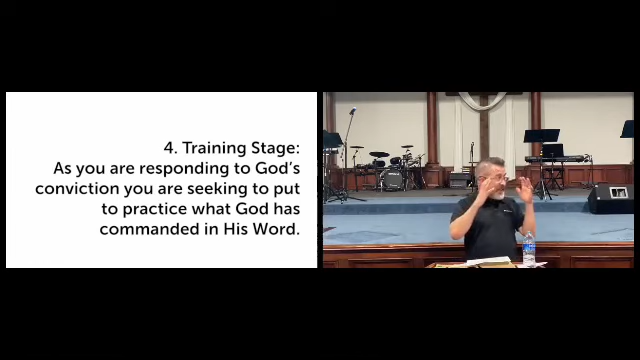 4. Training Stage:
As you are responding to God's
conviction you are seeking to put
to practice what God has
commanded in His Word.